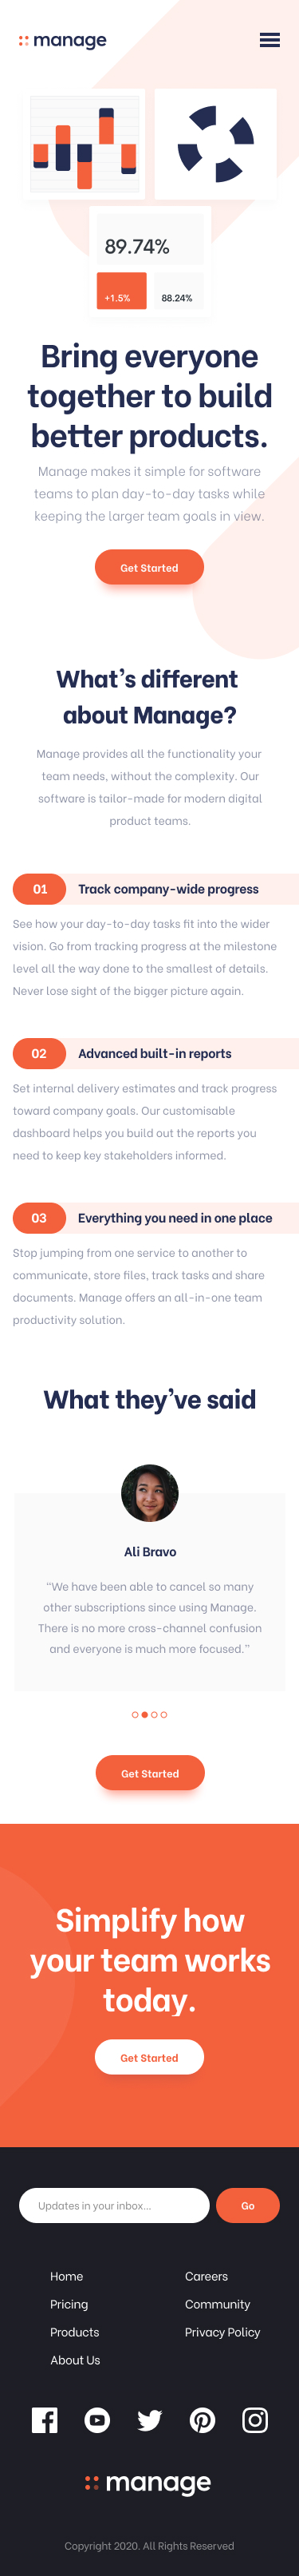 manage
89.74%
+1.5%
88.24%
Bring everyone
together to build
better products.
Manage makes it simple for software
teams to plan day-to-day tasks while
keeping the larger team goals in view.
Get Started
What's different
about Manage?
Manage provides all the functionality your
team needs, without the complexity. Our
software is tailor-made for modern digital
product teams.
01 Track company-wide progress
See how your day-to-day tasks fit into the wider
vision. Go from tracking progress at the milestone
level all the way done to the smallest of details.
Never lose sight of the bigger picture again.
02 Advanced built-in reports
Set internal delivery estimates and track progress
toward company goals. Our customisable
dashboard helps you build out the reports you
need to keep key stakeholders informed.
03 Everything you need in one place
Stop jumping from one service to another to
communicate, store files, track tasks and share
documents. Manage offers an all-in-one team
productivity solution.
What they've said
Ali Bravo
“We have been able to cancel so many
other subscriptions since using Manage.
There is no more cross-channel confusion
and everyone is much more focused.”
Get Started
Simplify how
your team works
today.
Get Started
Updates in your inbox... Go
Home Careers
Pricing Community
Products Privacy Policy
About Us
manage
Copyright 2020. All Rights Reserved